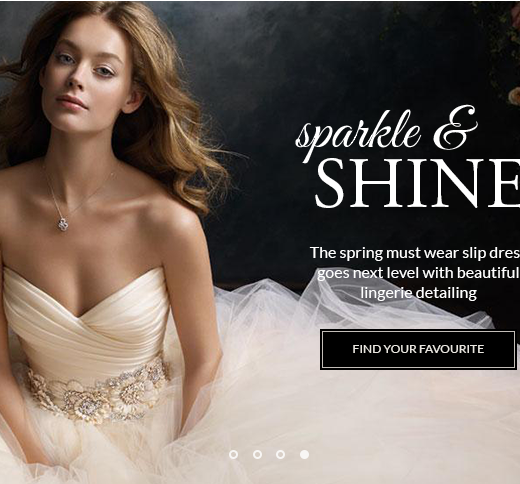 sparkle &
SHINE
The spring must wear slip dres
goes next level with beautiful
lingerie detailing
FIND YOUR FAVOURITE